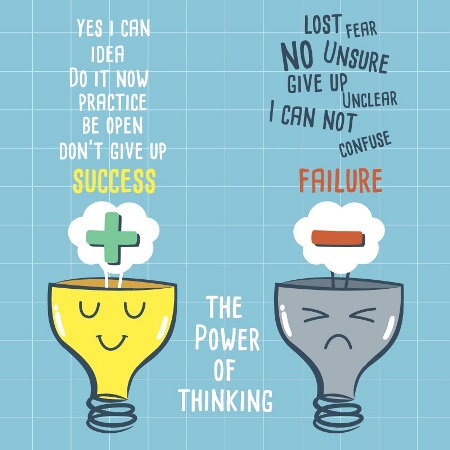 YES I CAN
IDEA
DO IT NOW
PRACTICE
BE OPEN
DON'T GIVE UP
SUCCESS
LOST FEAR
NO UNSURE
GIVE UP
UNCLEAR
I CAN NOT
CONFUSE
FAILURE
THE
POWER
OF
THINKING